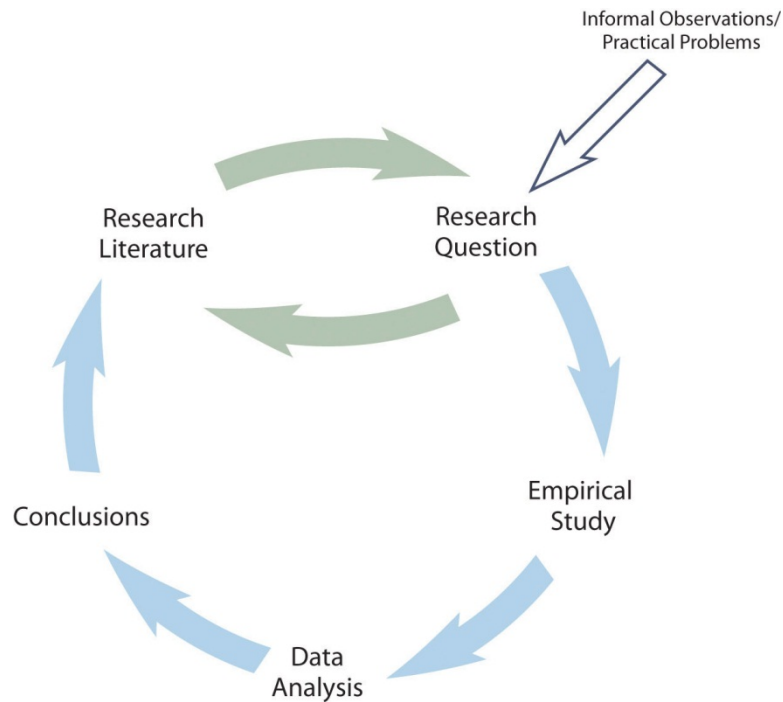 Informal Observations/
Practical Problems
Research
Literature
Research
Question
Empirical
Study
Conclusions
Data
Analysis